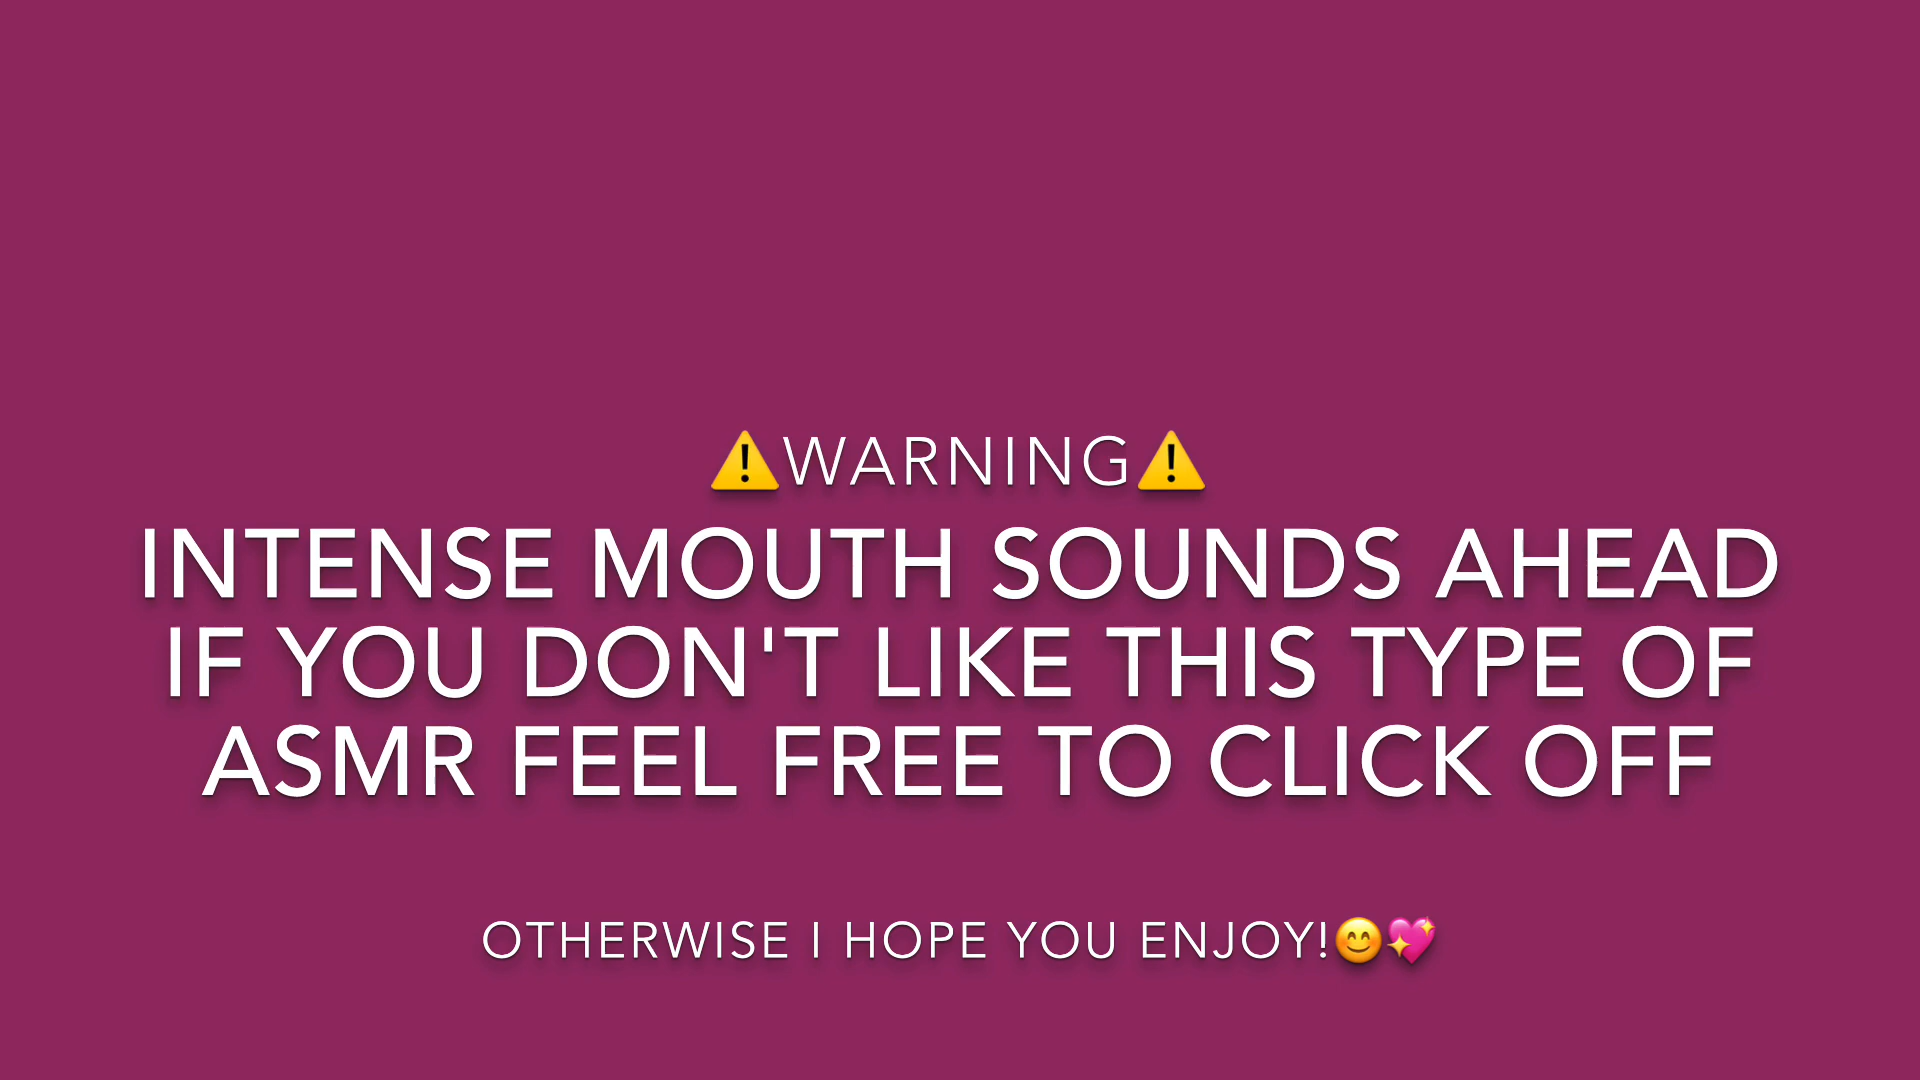 ⚠️WARNING⚠️
INTENSE MOUTH SOUNDS AHEAD
IF YOU DON'T LIKE THIS TYPE OF
ASMR FEEL FREE TO CLICK OFF
OTHERWISE I HOPE YOU ENJOY!😊💖